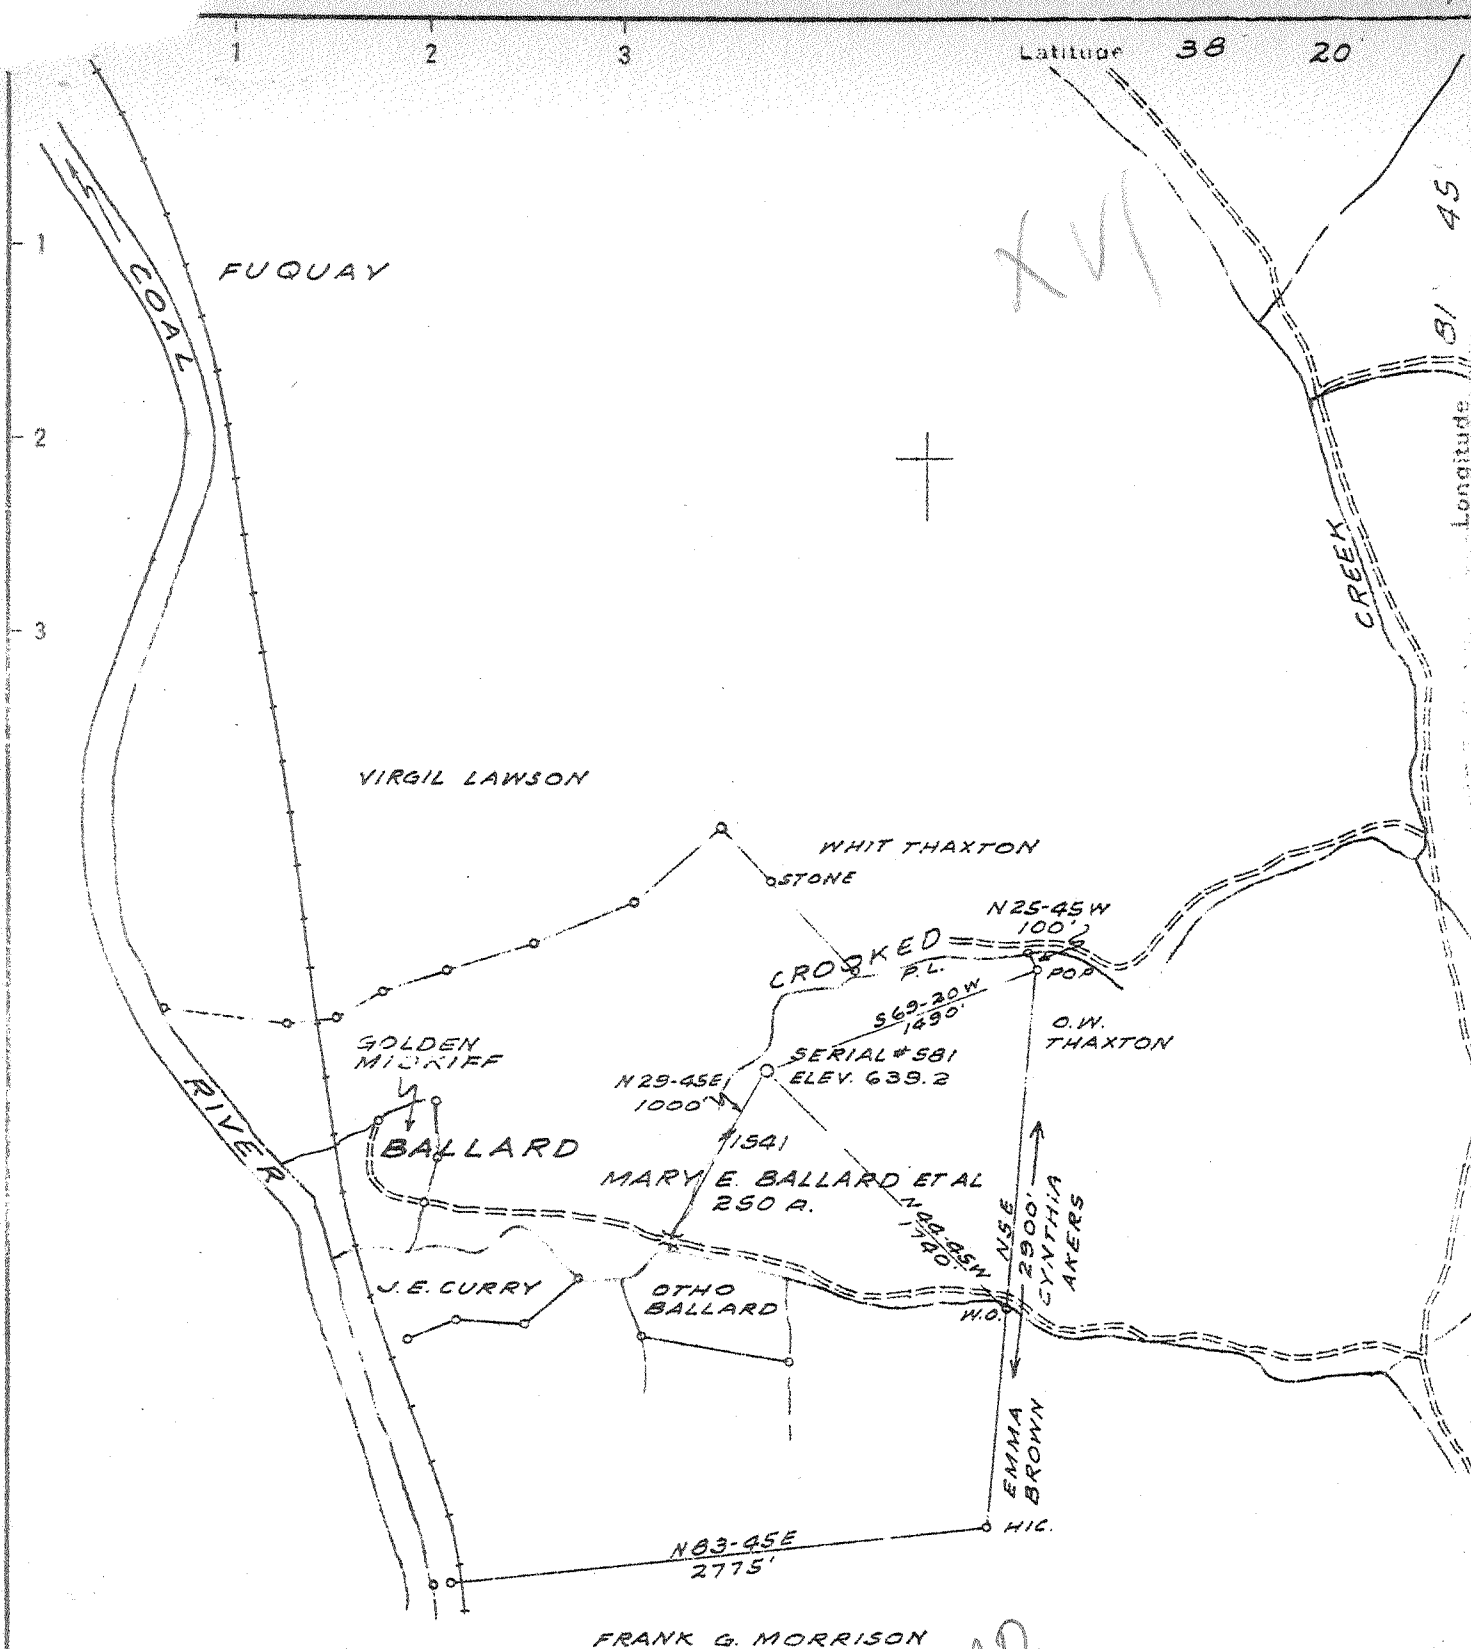 1
2
3
Latitude 38 20'
1
2
3
81° 45'
Longitude
XVI
FUQUAY
COAL
RIVER
CREEK
VIRGIL LAWSON
WHIT THAXTON
STONE
N25-45W
100'
CROOKED
P.L.
POP
S69-20W
1490'
O.W.
THAXTON
GOLDEN
MIDKIFF
SERIAL #581
ELEV. 639.2
N29-45E
1000'
BALLARD
#1541
MARY E. BALLARD ET AL
250 A.
N44-45W
1740'
N5E
2900'
CYNTHIA
AKERS
J.E. CURRY
OTHO
BALLARD
W.O.
EMMA
BROWN
HIC.
N83-45E
2775'
FRANK G. MORRISON